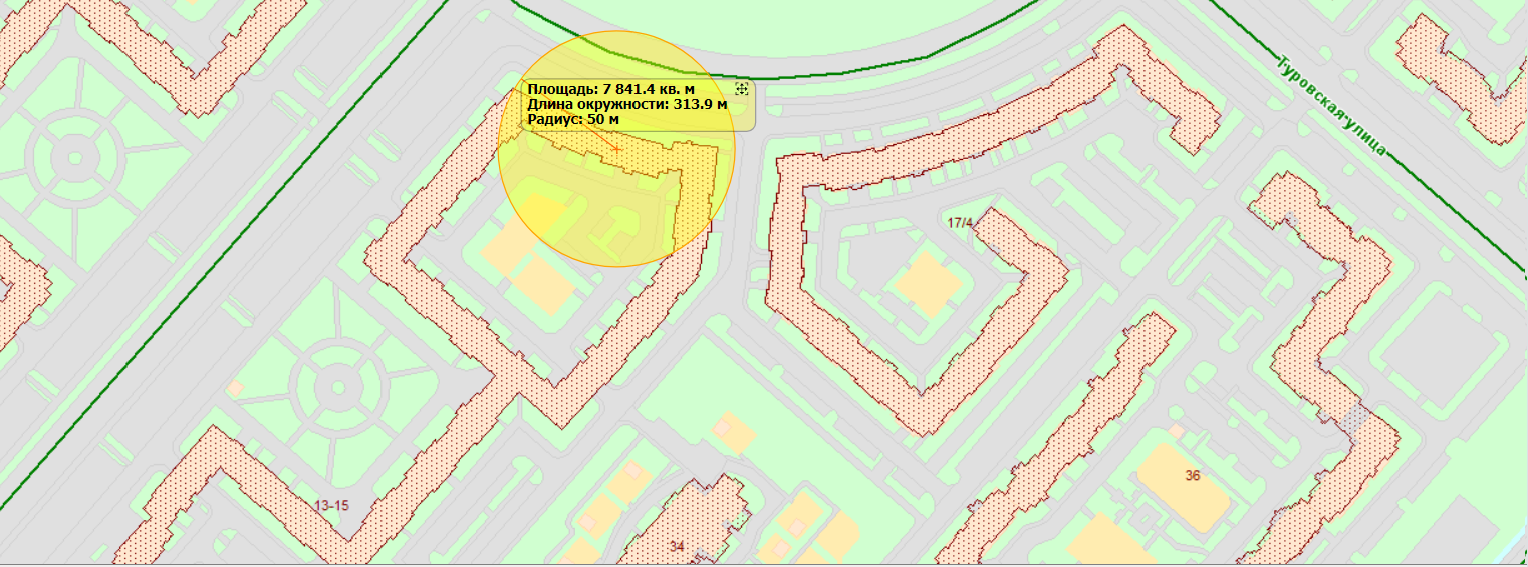 Площадь: 7 841.4 кв. м
Длина окружности: 313.9 м
Радиус: 50 м
Туровская улица
17/4
36
13-15
34